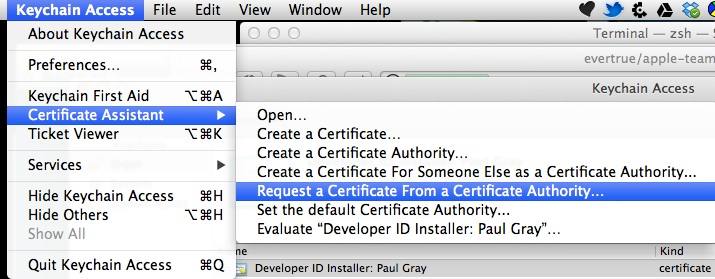 Keychain Access File Edit View Window Help
About Keychain Access
Terminal — zsh — S
Preferences... ⌘,
evertrue/apple-team
Keychain Access
Keychain First Aid ⌥⌘A
Certificate Assistant ▶
Ticket Viewer ⌥⌘K
Services ▶
Hide Keychain Access ⌘H
Hide Others ⌥⌘H
Show All
Quit Keychain Access ⌘Q
Open...
Create a Certificate...
Create a Certificate Authority...
Create a Certificate For Someone Else as a Certificate Authority...
Request a Certificate From a Certificate Authority...
Set the default Certificate Authority...
Evaluate “Developer ID Installer: Paul Gray”...
me Kind
Developer ID Installer: Paul Gray certificate